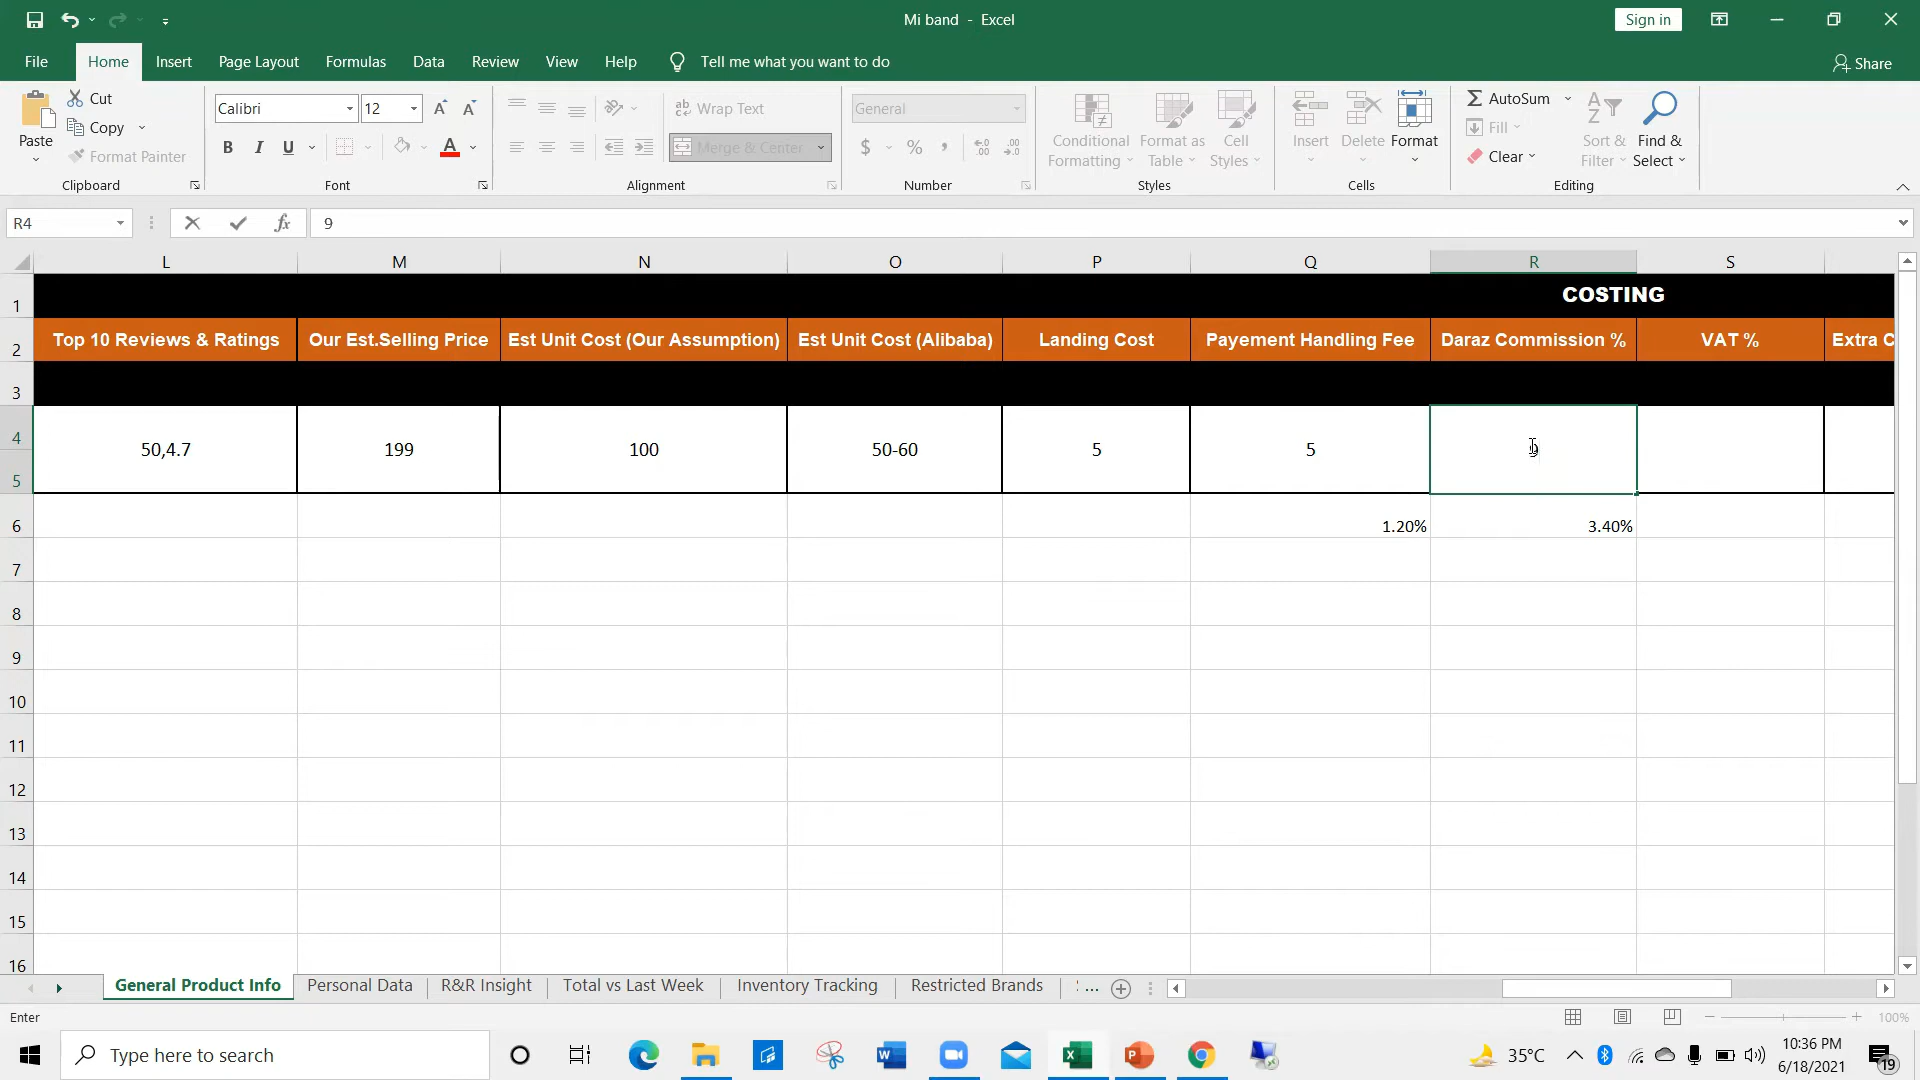 Mi band - Excel
Sign in
File Home Insert Page Layout Formulas Data Review View Help Tell me what you want to do Share
Paste Cut Copy Format Painter
Clipboard
Calibri 12
B I U A
Font
ab Wrap Text
Merge & Center
Alignment
General
$ % ,
Number
Conditional Formatting
Format as Table
Cell Styles
Styles
Insert Delete Format
Cells
AutoSum Fill Clear
Sort & Filter
Find & Select
Editing
R4 fx 9
L M N O P Q R S
1 COSTING
2 Top 10 Reviews & Ratings Our Est.Selling Price Est Unit Cost (Our Assumption) Est Unit Cost (Alibaba) Landing Cost Payement Handling Fee Daraz Commission % VAT % Extra C
3
4 50,4.7 199 100 50-60 5 5 9
5
6 1.20% 3.40%
7
8
9
10
11
12
13
14
15
16
General Product Info Personal Data R&R Insight Total vs Last Week Inventory Tracking Restricted Brands ...
Enter 100%
Type here to search
35°C
10:36 PM
6/18/2021
19